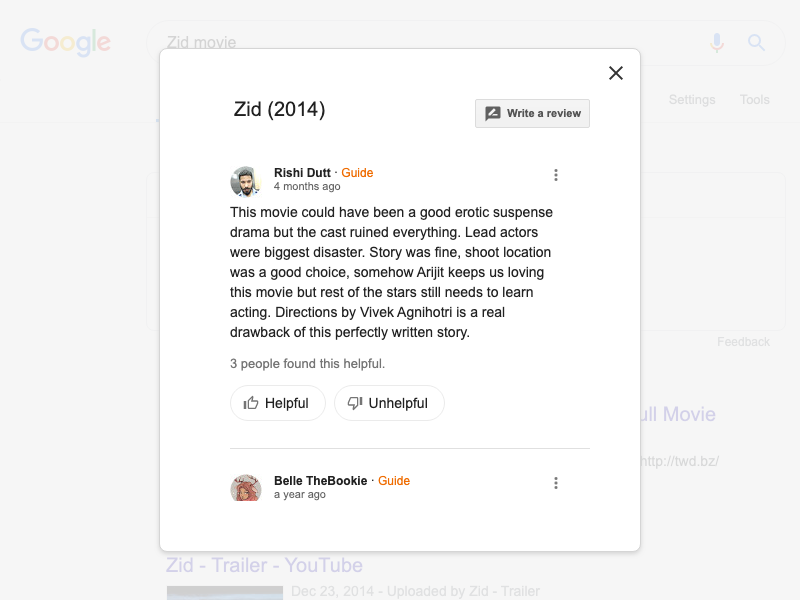 Google
Zid movie
Settings Tools
Zid (2014)
Write a review
Rishi Dutt · Guide
4 months ago
This movie could have been a good erotic suspense
drama but the cast ruined everything. Lead actors
were biggest disaster. Story was fine, shoot location
was a good choice, somehow Arijit keeps us loving
this movie but rest of the stars still needs to learn
acting. Directions by Vivek Agnihotri is a real
drawback of this perfectly written story.
Feedback
3 people found this helpful.
Helpful Unhelpful
ull Movie
http://twd.bz/
Belle TheBookie · Guide
a year ago
Zid - Trailer - YouTube
Dec 23, 2014 - Uploaded by Zid - Trailer